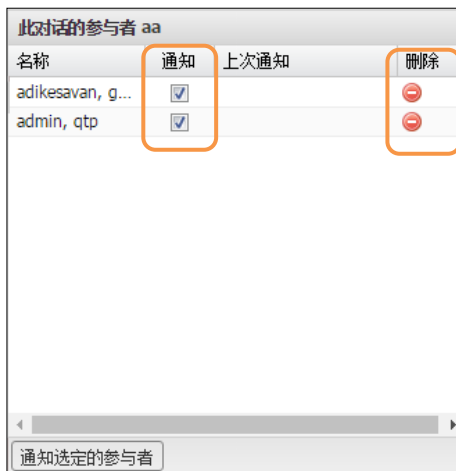 此对话的参与者 aa
名称 通知 上次通知 删除
adikesavan, g...
admin, qtp
通知选定的参与者